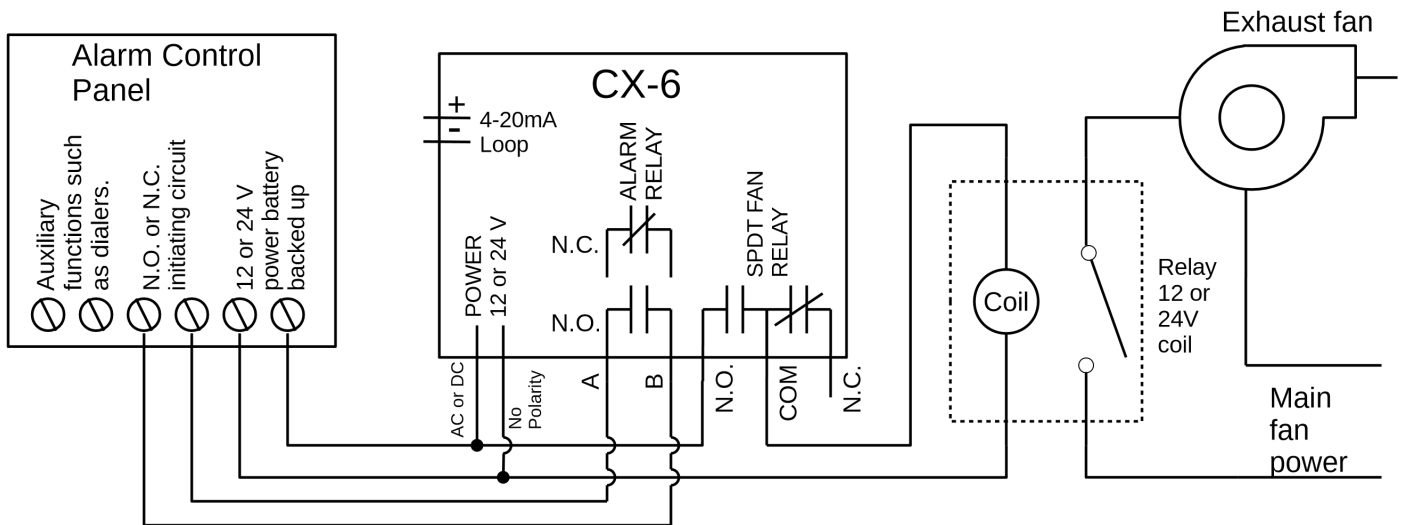 Exhaust fan
Alarm Control
Panel
Auxiliary
functions such
as dialers.
N.O. or N.C.
initiating circuit
12 or 24 V
power battery
backed up
CX-6
+
-
4-20mA
Loop
ALARM
RELAY
N.C.
N.O.
POWER
12 or 24 V
SPDT FAN
RELAY
AC or DC
No
Polarity
A
B
N.O.
COM
N.C.
Coil
Relay
12 or
24V
coil
Main
fan
power